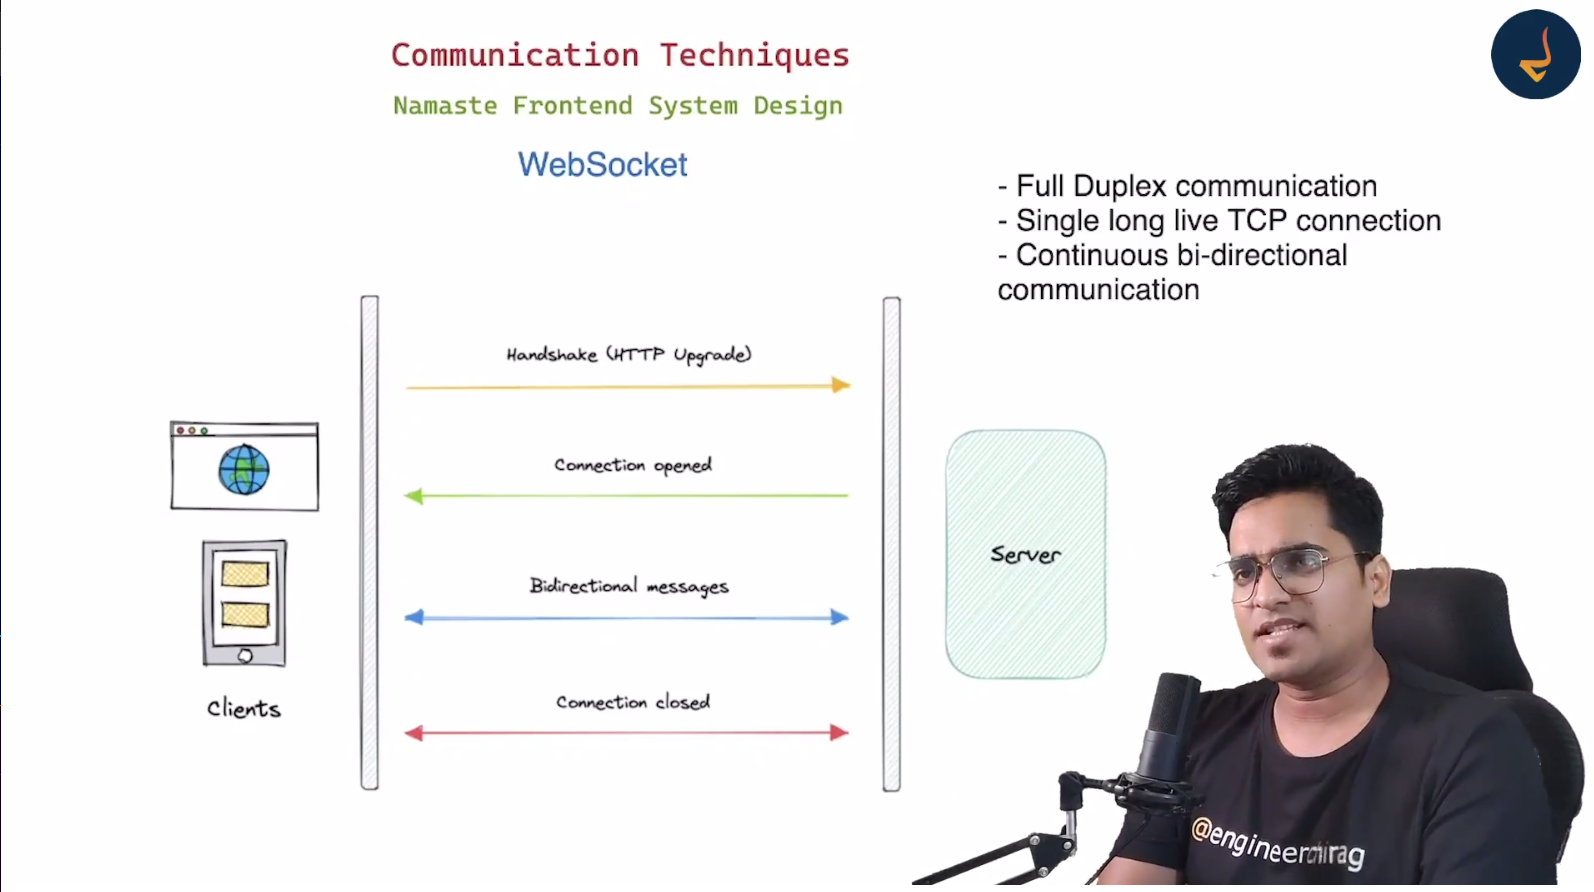 Communication Techniques
Namaste Frontend System Design
WebSocket
- Full Duplex communication
- Single long live TCP connection
- Continuous bi-directional
communication
Handshake (HTTP Upgrade)
Connection opened
Bidirectional messages
Connection closed
Clients
Server
@engineerchirag